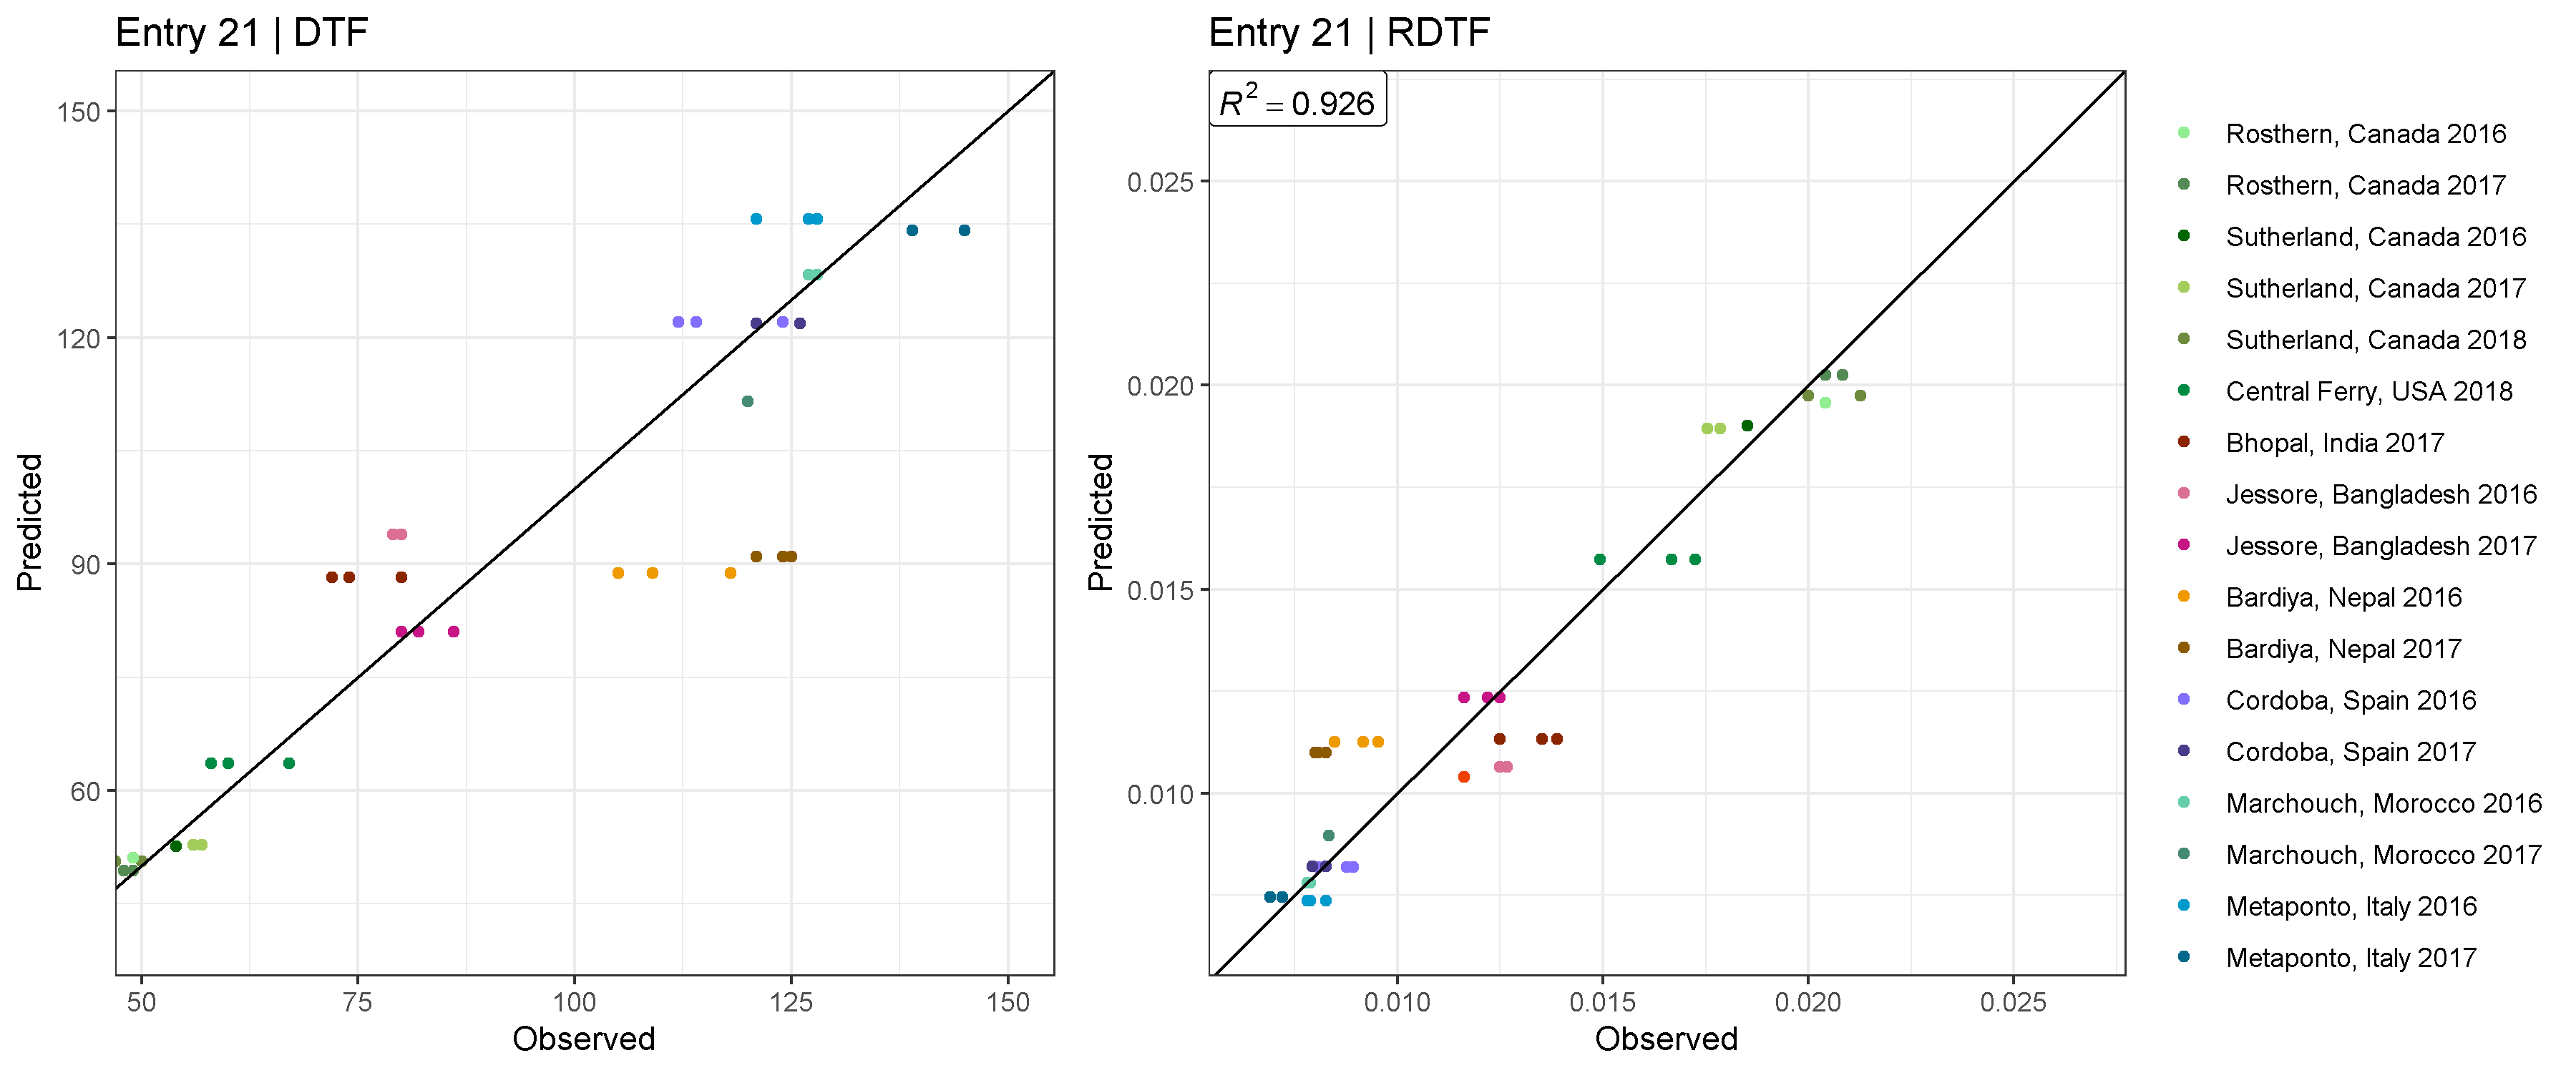 Entry 21 | DTF
150
120
90
60
Predicted
50
75
100
125
150
Observed
Entry 21 | RDTF
R² = 0.926
0.025
0.020
0.015
0.010
Predicted
0.010
0.015
0.020
0.025
Observed
Rosthern, Canada 2016
Rosthern, Canada 2017
Sutherland, Canada 2016
Sutherland, Canada 2017
Sutherland, Canada 2018
Central Ferry, USA 2018
Bhopal, India 2017
Jessore, Bangladesh 2016
Jessore, Bangladesh 2017
Bardiya, Nepal 2016
Bardiya, Nepal 2017
Cordoba, Spain 2016
Cordoba, Spain 2017
Marchouch, Morocco 2016
Marchouch, Morocco 2017
Metaponto, Italy 2016
Metaponto, Italy 2017